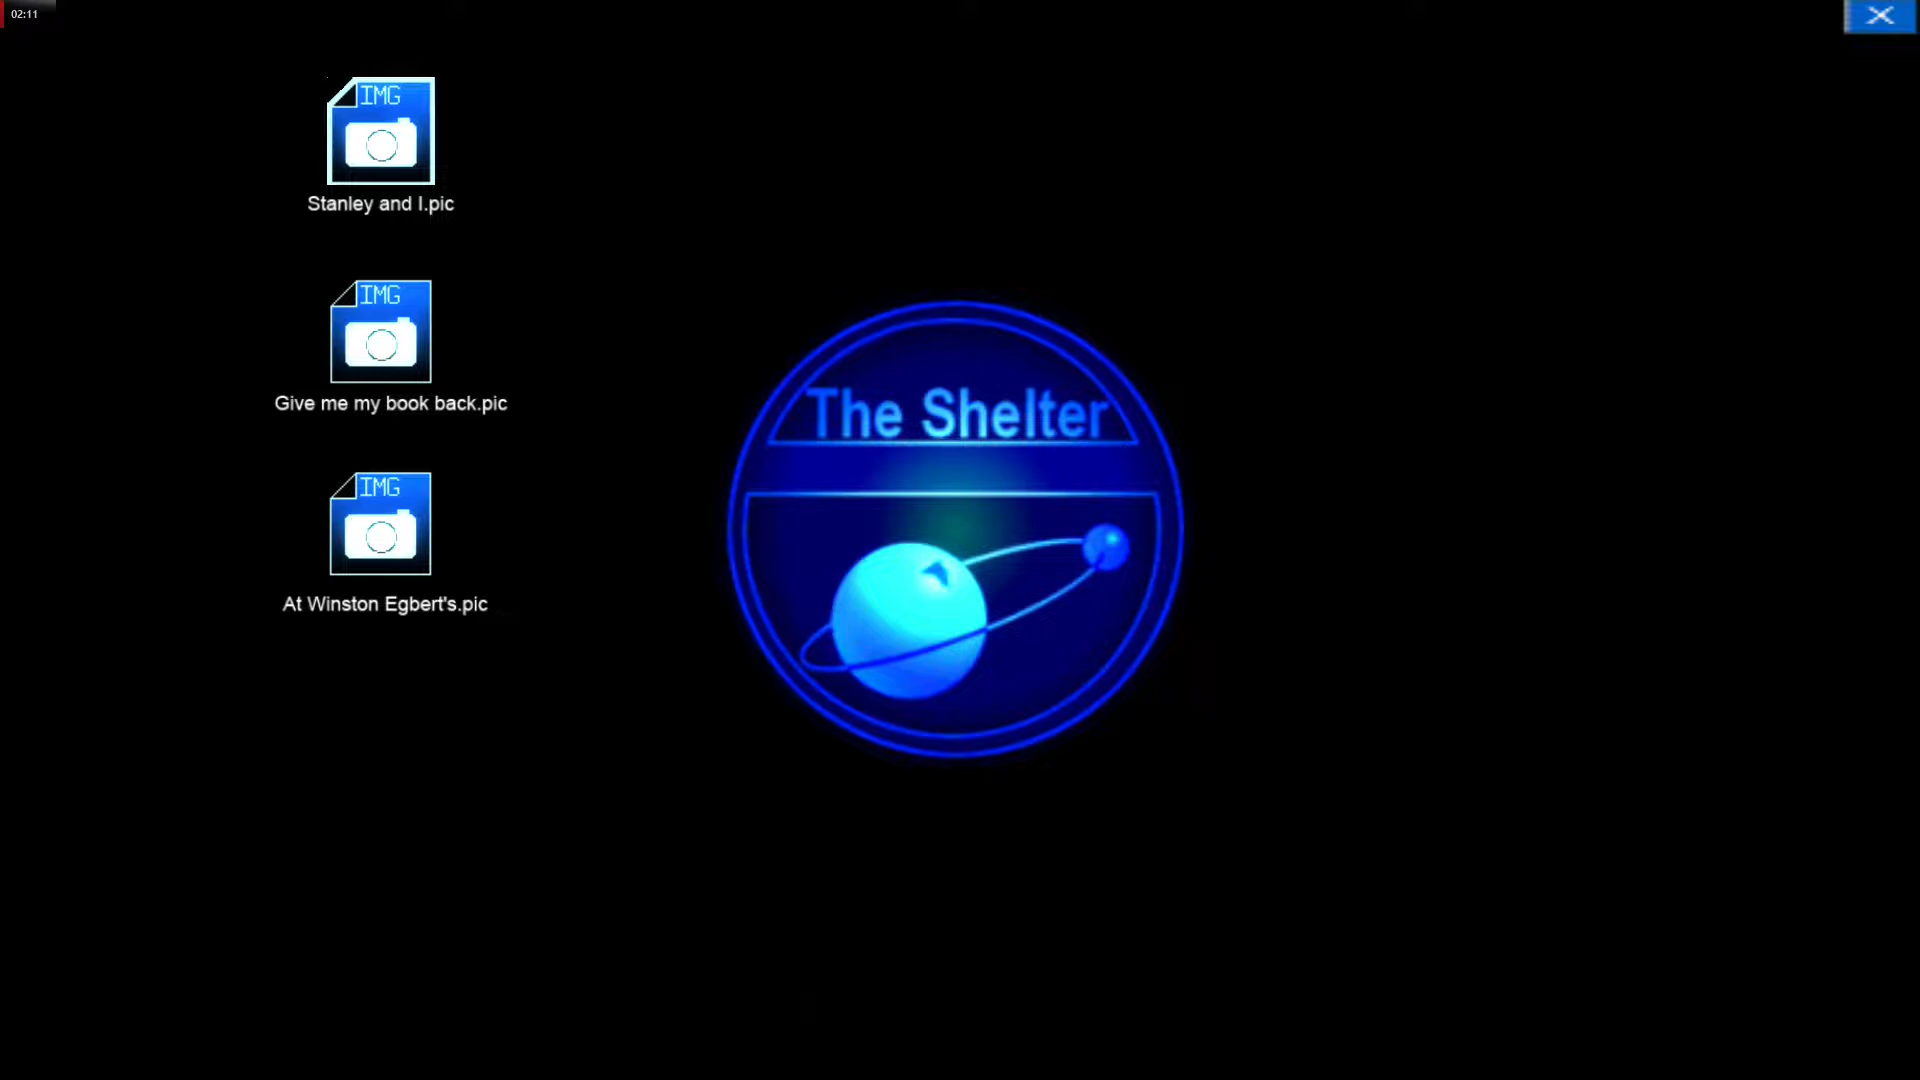 02:11
IMG
Stanley and I.pic
IMG
Give me my book back.pic
The Shelter
IMG
At Winston Egbert's.pic